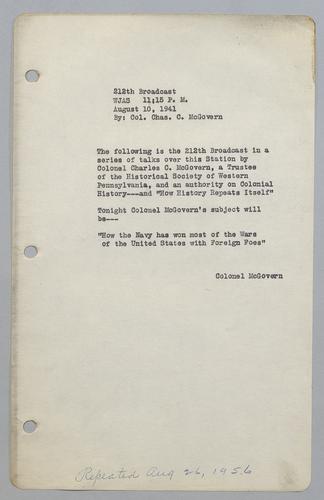 212th Broadcast
WJAS 11:15 P. M.
August 10, 1941
By: Col. Chas. C. McGovern
The following is the 212th Broadcast in a
series of talks over this Station by
Colonel Charles C. McGovern, a Trustee
of the Historical Society of Western
Pennsylvania, and an authority on Colonial
History---and "How History Repeats Itself"
Tonight Colonel McGovern's subject will
be---
"How the Navy has won most of the Wars
of the United States with Foreign Foes"
Colonel McGovern
Repeated Aug 26, 1956